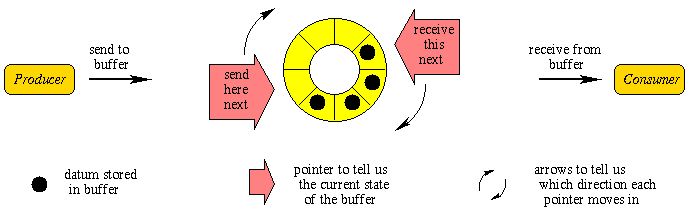 Producer
send to
buffer
send
here
next
receive
this
next
receive from
buffer
Consumer
datum stored
in buffer
pointer to tell us
the current state
of the buffer
arrows to tell us
which direction each
pointer moves in